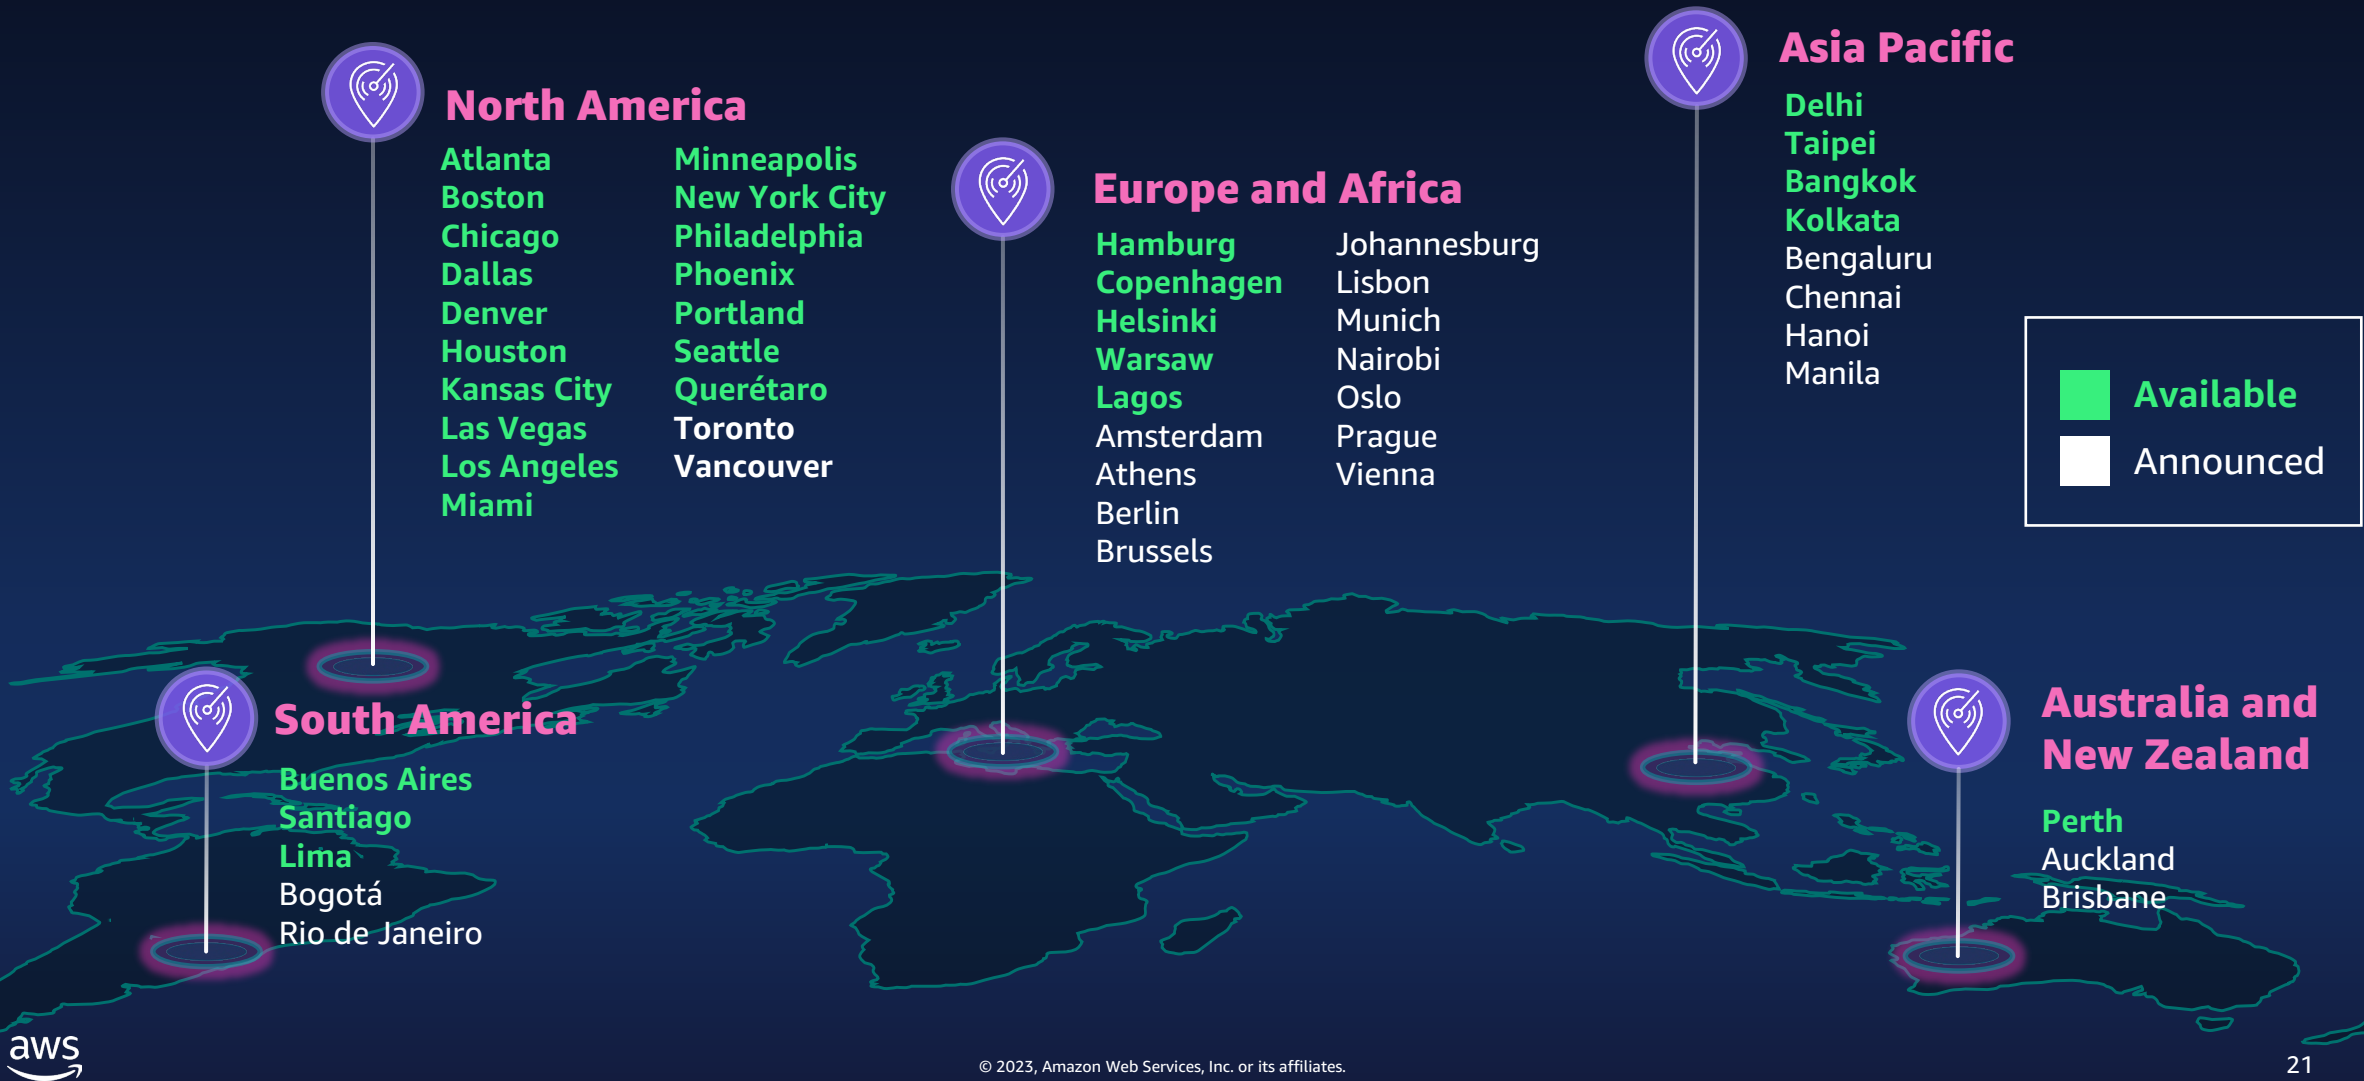 North America
Atlanta
Boston
Chicago
Dallas
Denver
Houston
Kansas City
Las Vegas
Los Angeles
Miami
Minneapolis
New York City
Philadelphia
Phoenix
Portland
Seattle
Querétaro
Toronto
Vancouver
Europe and Africa
Hamburg
Copenhagen
Helsinki
Warsaw
Lagos
Amsterdam
Athens
Berlin
Brussels
Johannesburg
Lisbon
Munich
Nairobi
Oslo
Prague
Vienna
Asia Pacific
Delhi
Taipei
Bangkok
Kolkata
Bengaluru
Chennai
Hanoi
Manila
Available
Announced
South America
Buenos Aires
Santiago
Lima
Bogotá
Rio de Janeiro
Australia and
New Zealand
Perth
Auckland
Brisbane
aws
© 2023, Amazon Web Services, Inc. or its affiliates.
21